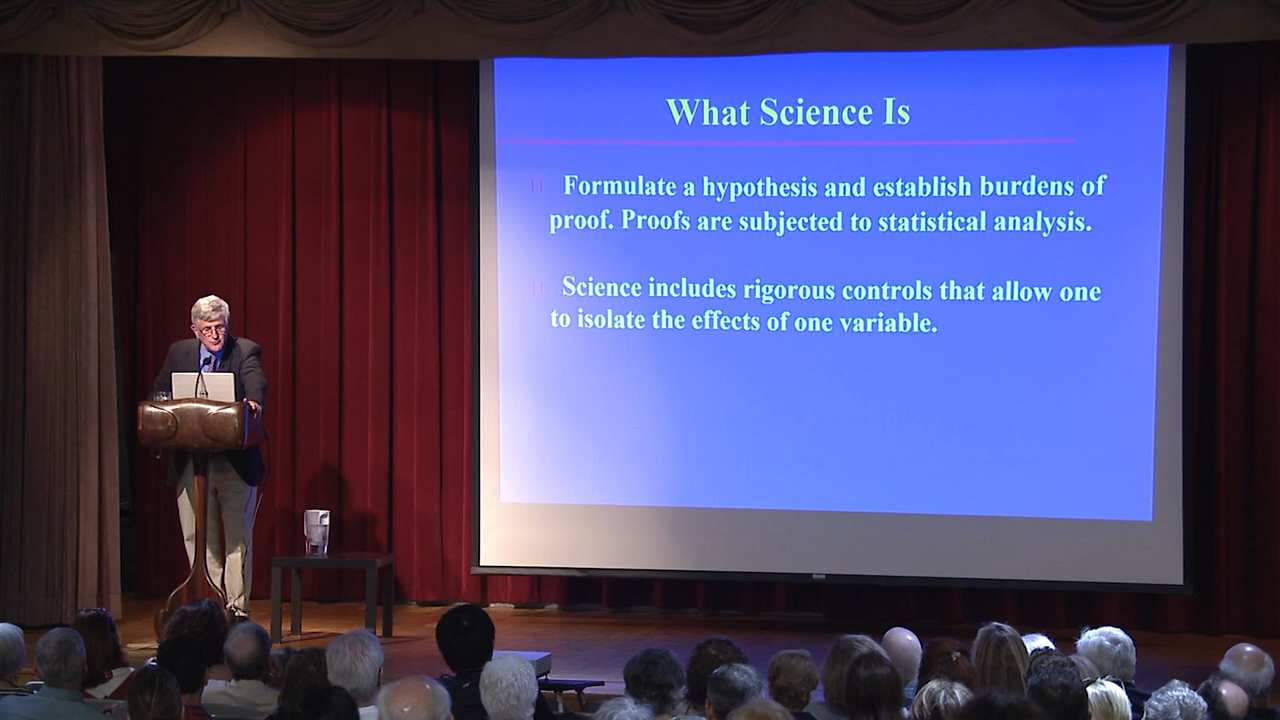 What Science Is
Formulate a hypothesis and establish burdens of
proof. Proofs are subjected to statistical analysis.
Science includes rigorous controls that allow one
to isolate the effects of one variable.